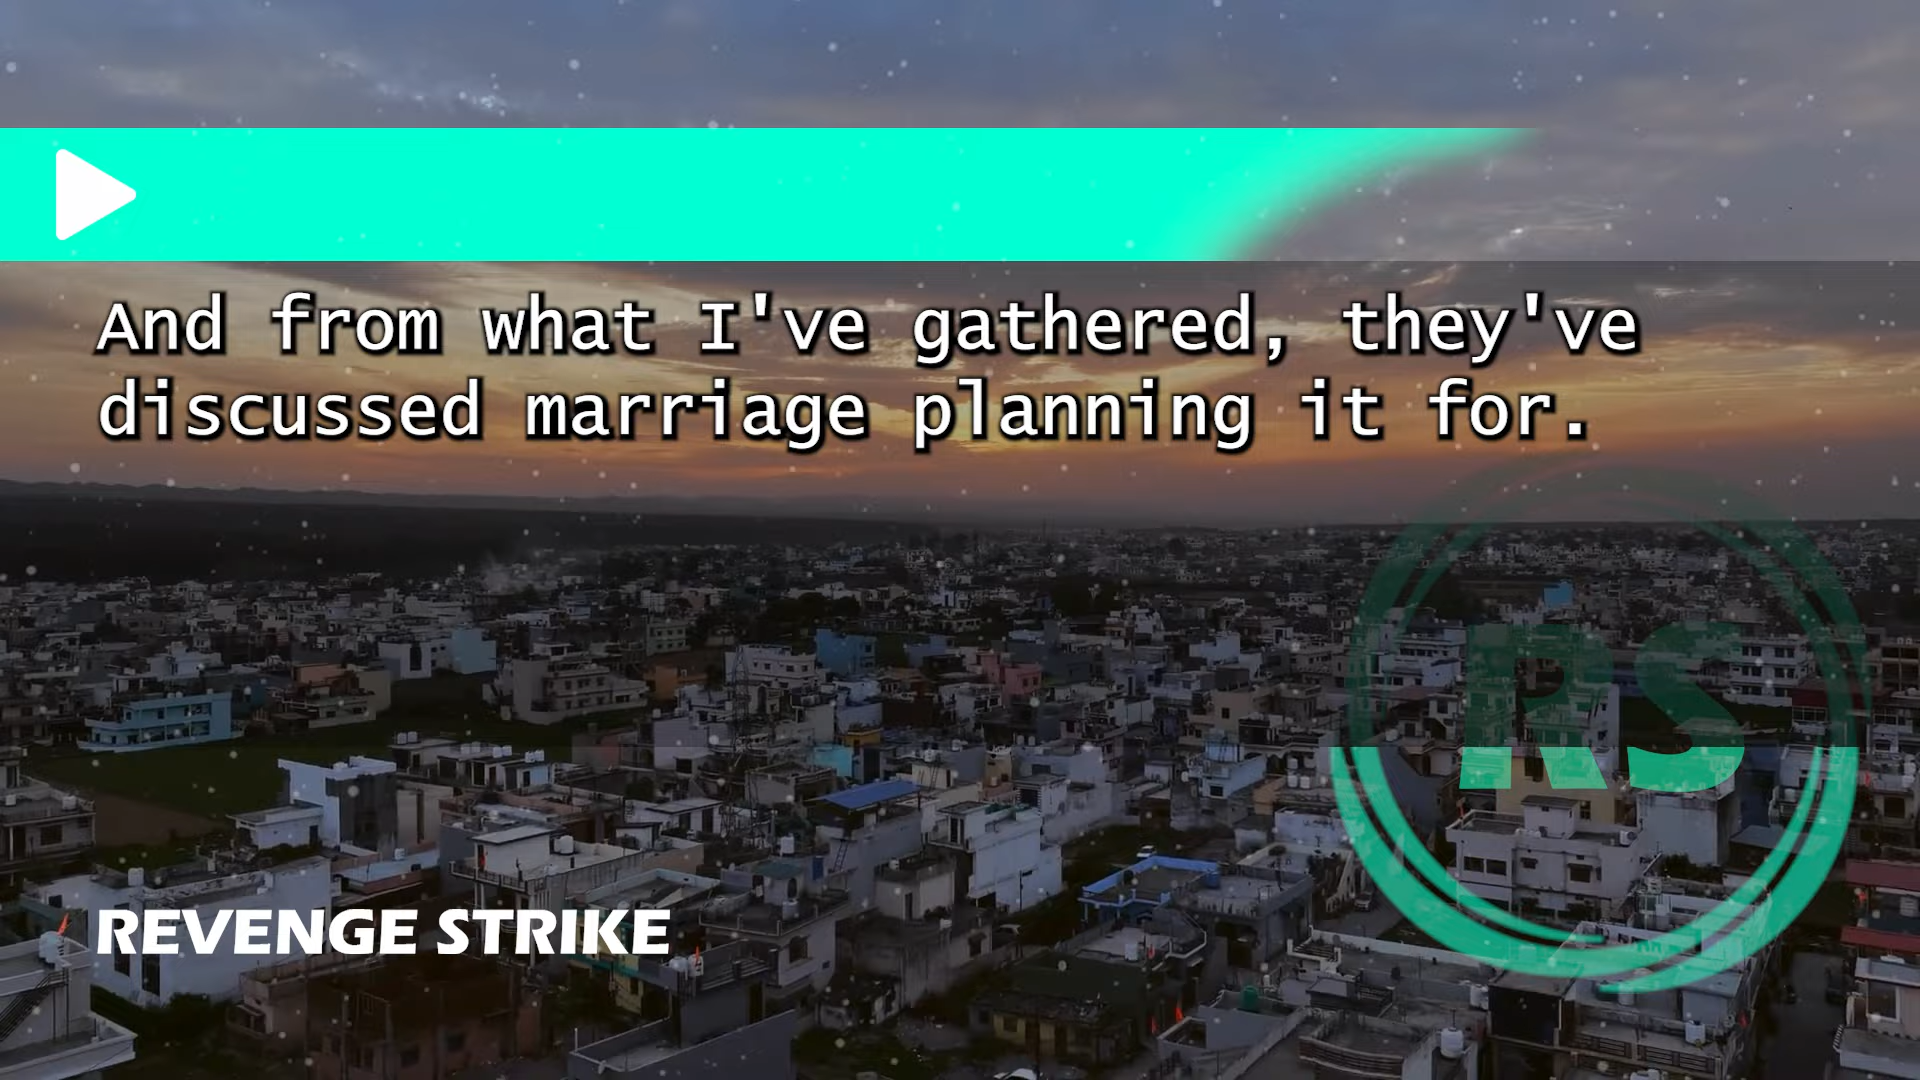 And from what I've gathered, they've
discussed marriage planning it for.
RS
REVENGE STRIKE